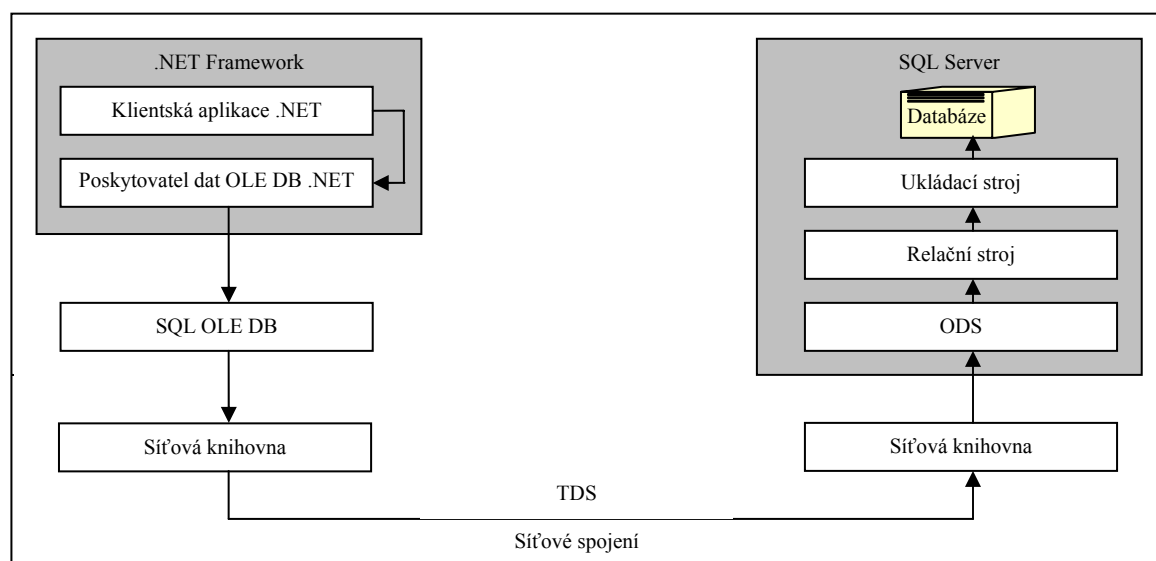 .NET Framework
Klientská aplikace .NET
Poskytovatel dat OLE DB .NET
SQL OLE DB
Síťová knihovna
TDS
Síťové spojení
SQL Server
Databáze
Ukládací stroj
Relační stroj
ODS
Síťová knihovna